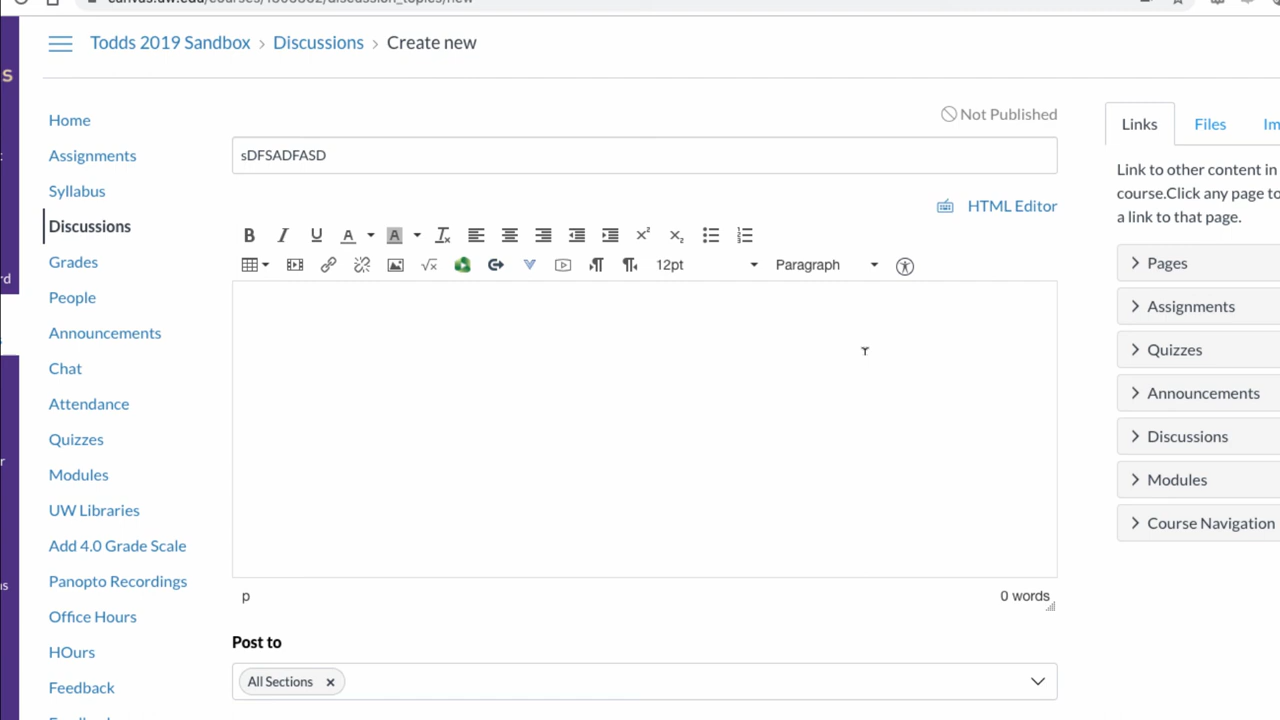 Todds 2019 Sandbox > Discussions > Create new
Not Published
Home
Assignments
Syllabus
Discussions
Grades
People
Announcements
Chat
Attendance
Quizzes
Modules
UW Libraries
Add 4.0 Grade Scale
Panopto Recordings
Office Hours
HOurs
Feedback
sDFSADFASD
HTML Editor
12pt Paragraph
p 0 words
Post to
All Sections
Links Files Im
Link to other content in
course.Click any page to
a link to that page.
Pages
Assignments
Quizzes
Announcements
Discussions
Modules
Course Navigation